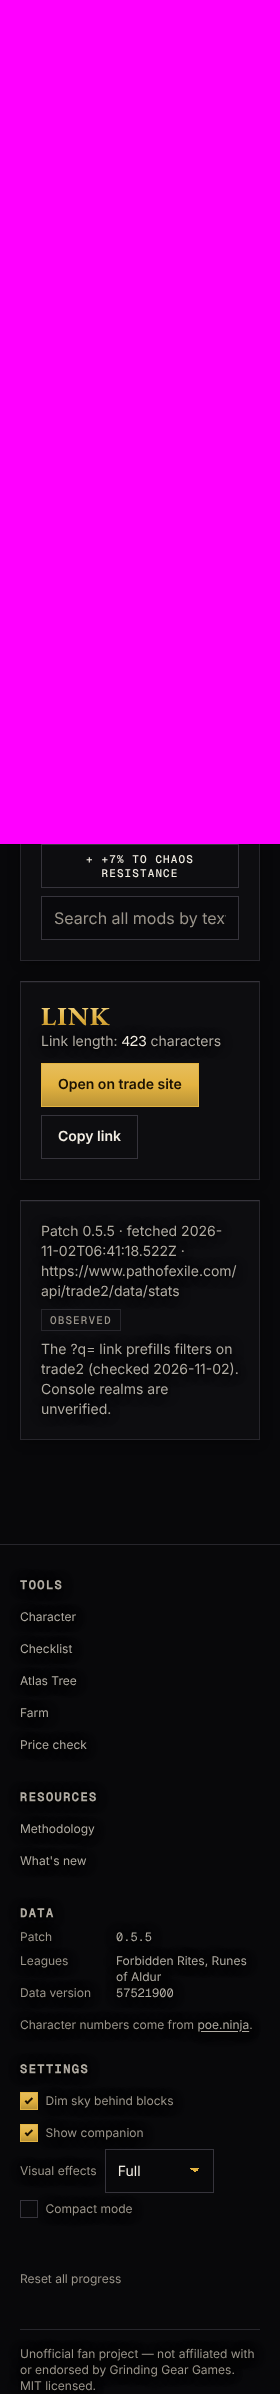 + +7% TO CHAOS
RESISTANCE
Search all mods by tex
LINK
Link length: 423 characters
Open on trade site
Copy link
Patch 0.5.5 · fetched 2026-
11-02T06:41:18.522Z ·
https://www.pathofexile.com/
api/trade2/data/stats
OBSERVED
The ?q= link prefills filters on
trade2 (checked 2026-11-02).
Console realms are
unverified.
TOOLS
Character
Checklist
Atlas Tree
Farm
Price check
RESOURCES
Methodology
What's new
DATA
Patch 0.5.5
Leagues Forbidden Rites, Runes
of Aldur
Data version 57521900
Character numbers come from poe.ninja.
SETTINGS
Dim sky behind blocks
Show companion
Visual effects Full
Compact mode
Reset all progress
Unofficial fan project — not affiliated with
or endorsed by Grinding Gear Games.
MIT licensed.